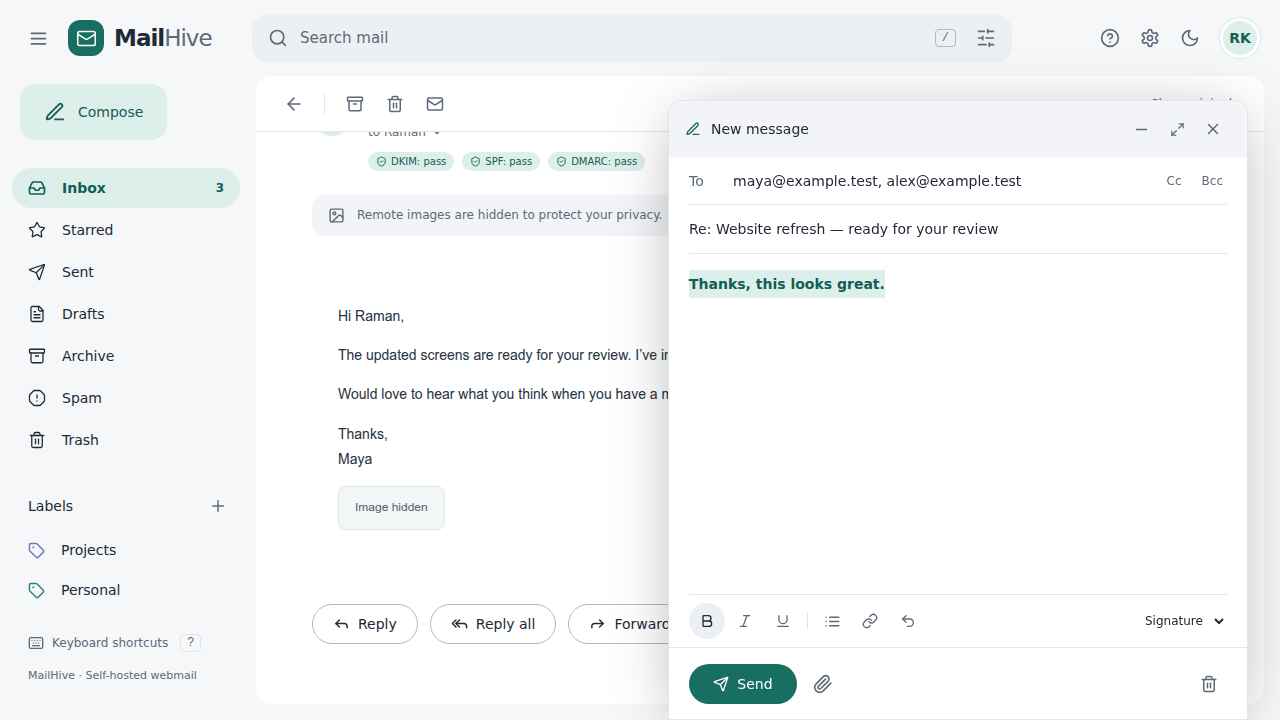 MailHive
Search mail
/
RK
Compose
Inbox 3
Starred
Sent
Drafts
Archive
Spam
Trash
Labels
Projects
Personal
Keyboard shortcuts ?
MailHive · Self-hosted webmail
to Raman
DKIM: pass SPF: pass DMARC: pass
Remote images are hidden to protect your privacy.
Hi Raman,
The updated screens are ready for your review. I've
Would love to hear what you think when you have a
Thanks,
Maya
Image hidden
Reply Reply all Forward
New message
To maya@example.test, alex@example.test Cc Bcc
Re: Website refresh — ready for your review
Thanks, this looks great.
B I U Signature
Send